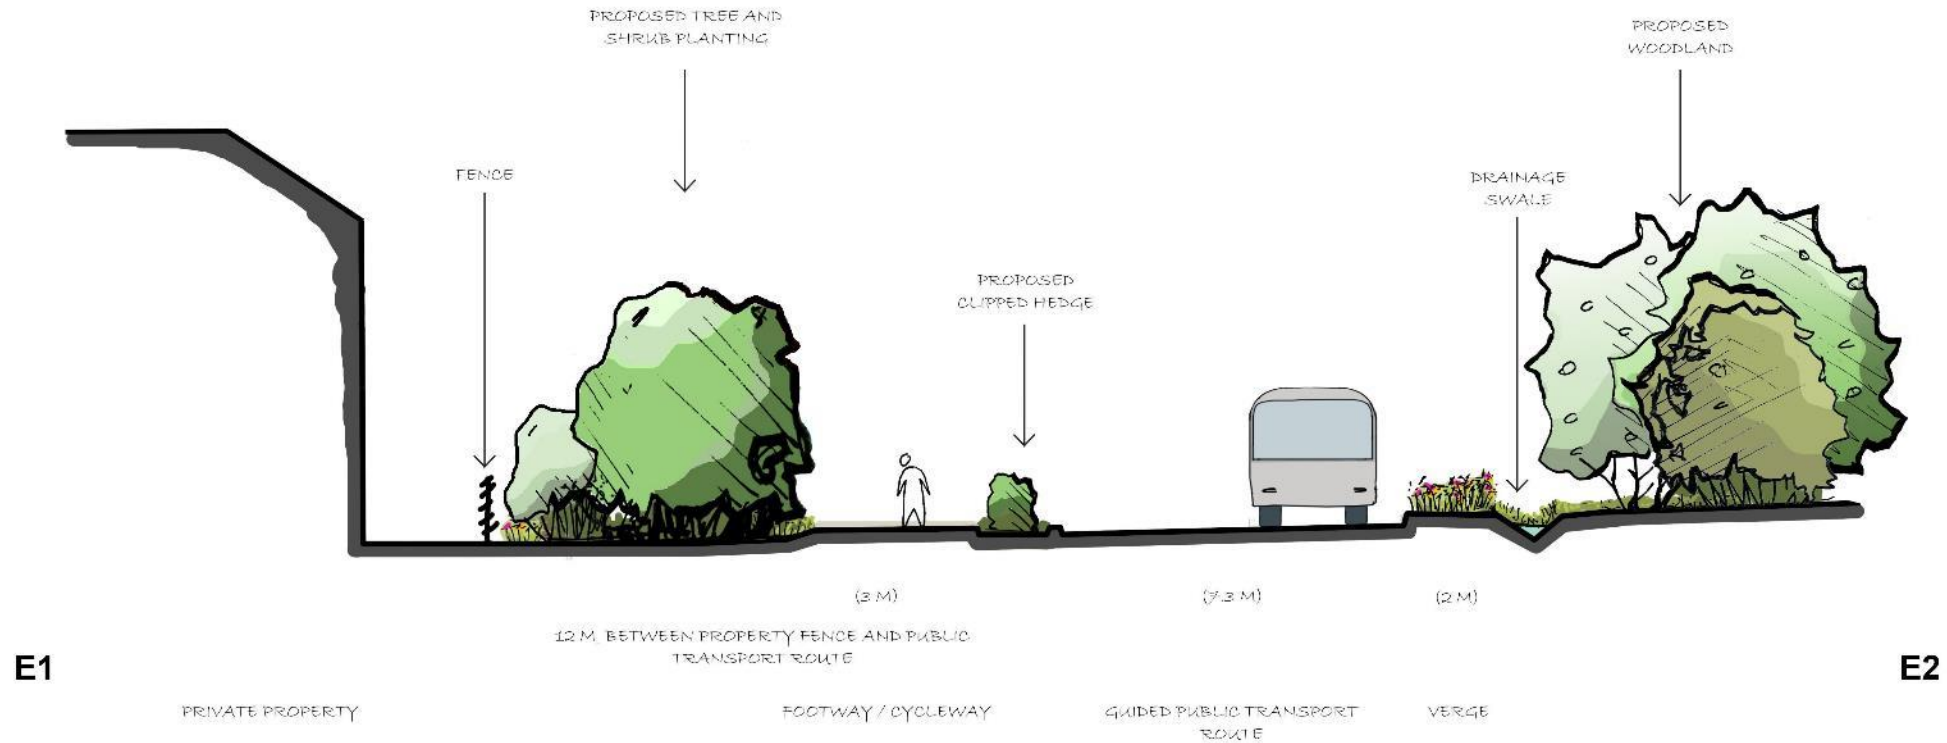 PROPOSED TREE AND
SHRUB PLANTING
PROPOSED
WOODLAND
FENCE
DRAINAGE
SWALE
PROPOSED
CLIPPED HEDGE
(3 M)
(7.3 M)
(2 M)
12 M BETWEEN PROPERTY FENCE AND PUBLIC
TRANSPORT ROUTE
E1
E2
PRIVATE PROPERTY
FOOTWAY / CYCLEWAY
GUIDED PUBLIC TRANSPORT
ROUTE
VERGE